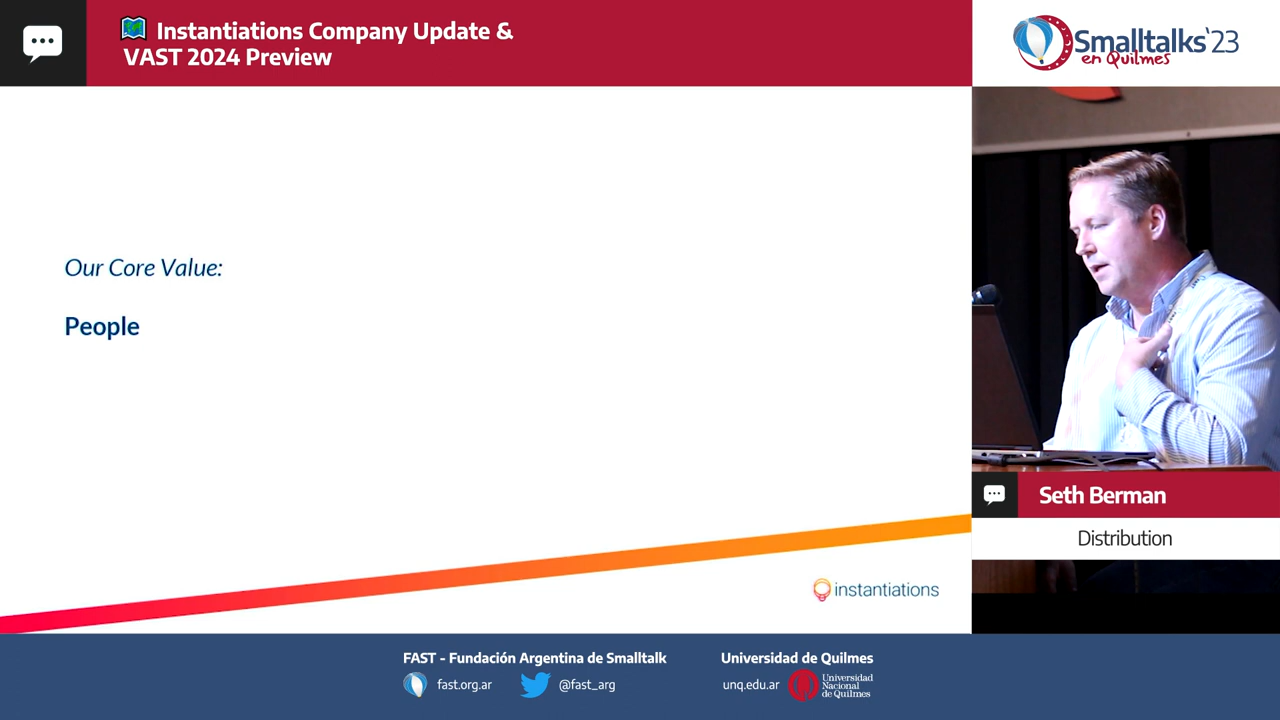 Instantiations Company Update &
VAST 2024 Preview
Smalltalks'23
en Quilmes
Our Core Value:
People
instantiations
Seth Berman
Distribution
FAST - Fundación Argentina de Smalltalk
fast.org.ar
@fast_arg
Universidad de Quilmes
unq.edu.ar
Universidad
Nacional
de Quilmes